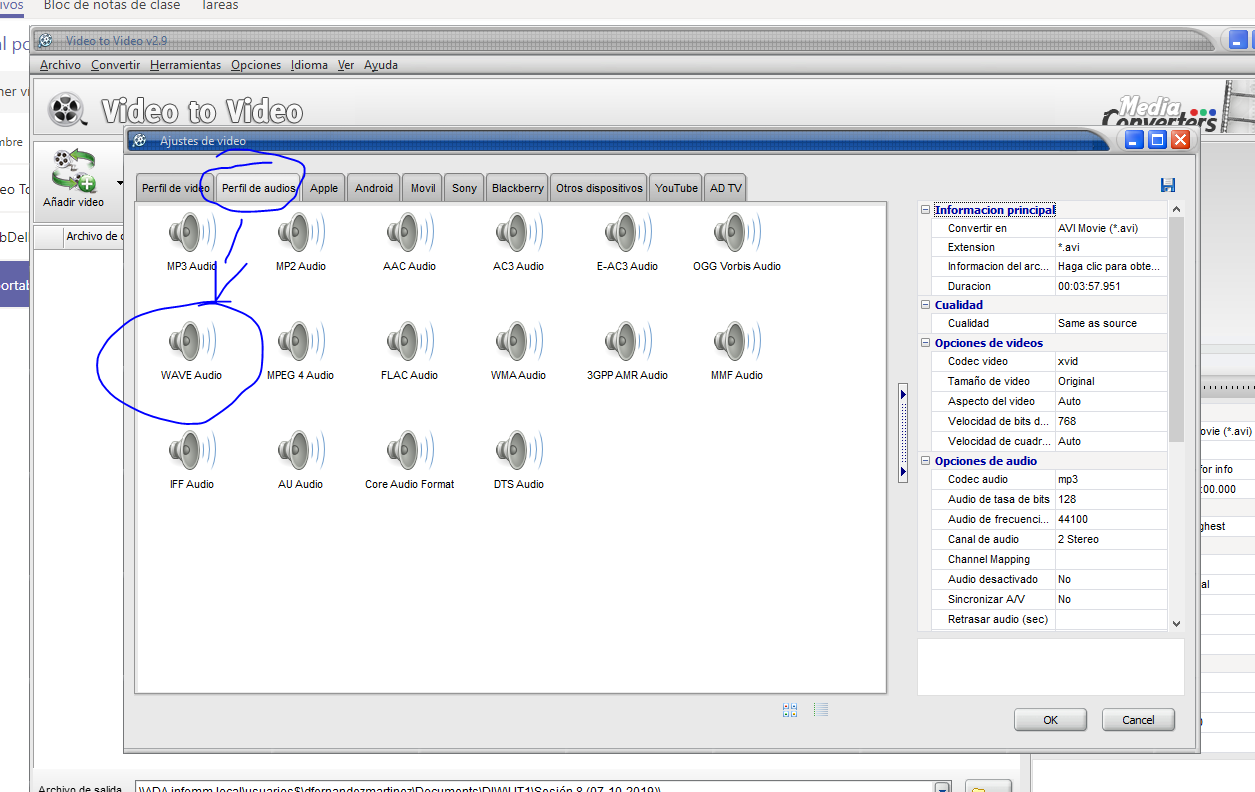 ivos Bloc de notas de clase Tareas
Video to Video v2.9
Archivo Convertir Herramientas Opciones Idioma Ver Ayuda
Video to Video
Media
Converters
Ajustes de video
Añadir video
Archivo de
Perfil de video Perfil de audios Apple Android Movil Sony Blackberry Otros dispositivos YouTube AD TV
MP3 Audio MP2 Audio AAC Audio AC3 Audio E-AC3 Audio OGG Vorbis Audio
WAVE Audio MPEG 4 Audio FLAC Audio WMA Audio 3GPP AMR Audio MMF Audio
IFF Audio AU Audio Core Audio Format DTS Audio
Informacion principal
Convertir en AVI Movie (*.avi)
Extension *.avi
Informacion del arc... Haga clic para obte...
Duracion 00:03:57.951
Cualidad
Cualidad Same as source
Opciones de videos
Codec video xvid
Tamaño de video Original
Aspecto del video Auto
Velocidad de bits d... 768
Velocidad de cuadr... Auto
Opciones de audio
Codec audio mp3
Audio de tasa de bits 128
Audio de frecuenci... 44100
Canal de audio 2 Stereo
Channel Mapping
Audio desactivado No
Sincronizar A/V No
Retrasar audio (sec)
ovie (*.avi)
for info
:00.000
ghest
al
OK Cancel
Archivo de salida \\ADA.infomm.local\usuarios$\dfernandezmartinez\Documents\DIW\UT1\Sesión 8 (07-10-2019)\